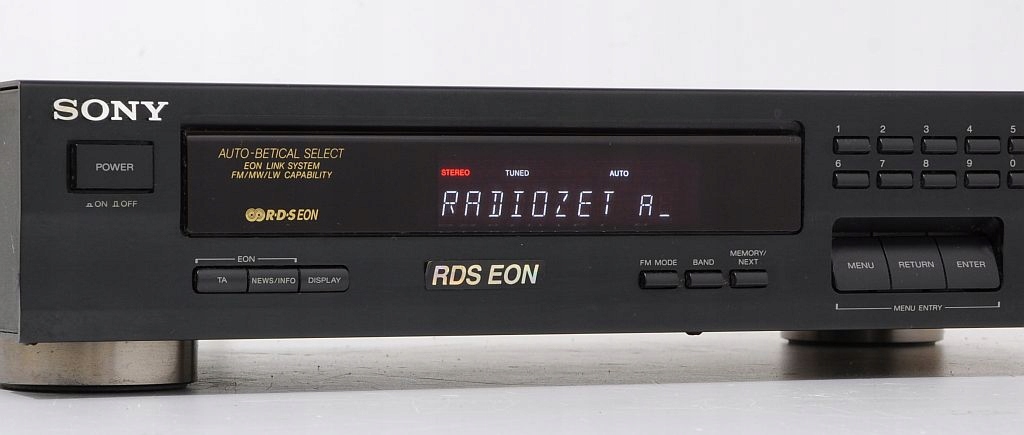 SONY
POWER
ON OFF
AUTO-BETICAL SELECT
EON LINK SYSTEM
FM/MW/LW CAPABILITY
R·D·S EON
STEREO TUNED AUTO
RADIOZET A_
1 2 3 4 5
6 7 8 9 0
EON
TA NEWS/INFO DISPLAY
RDS EON
FM MODE BAND MEMORY/
NEXT
MENU RETURN ENTER
MENU ENTRY